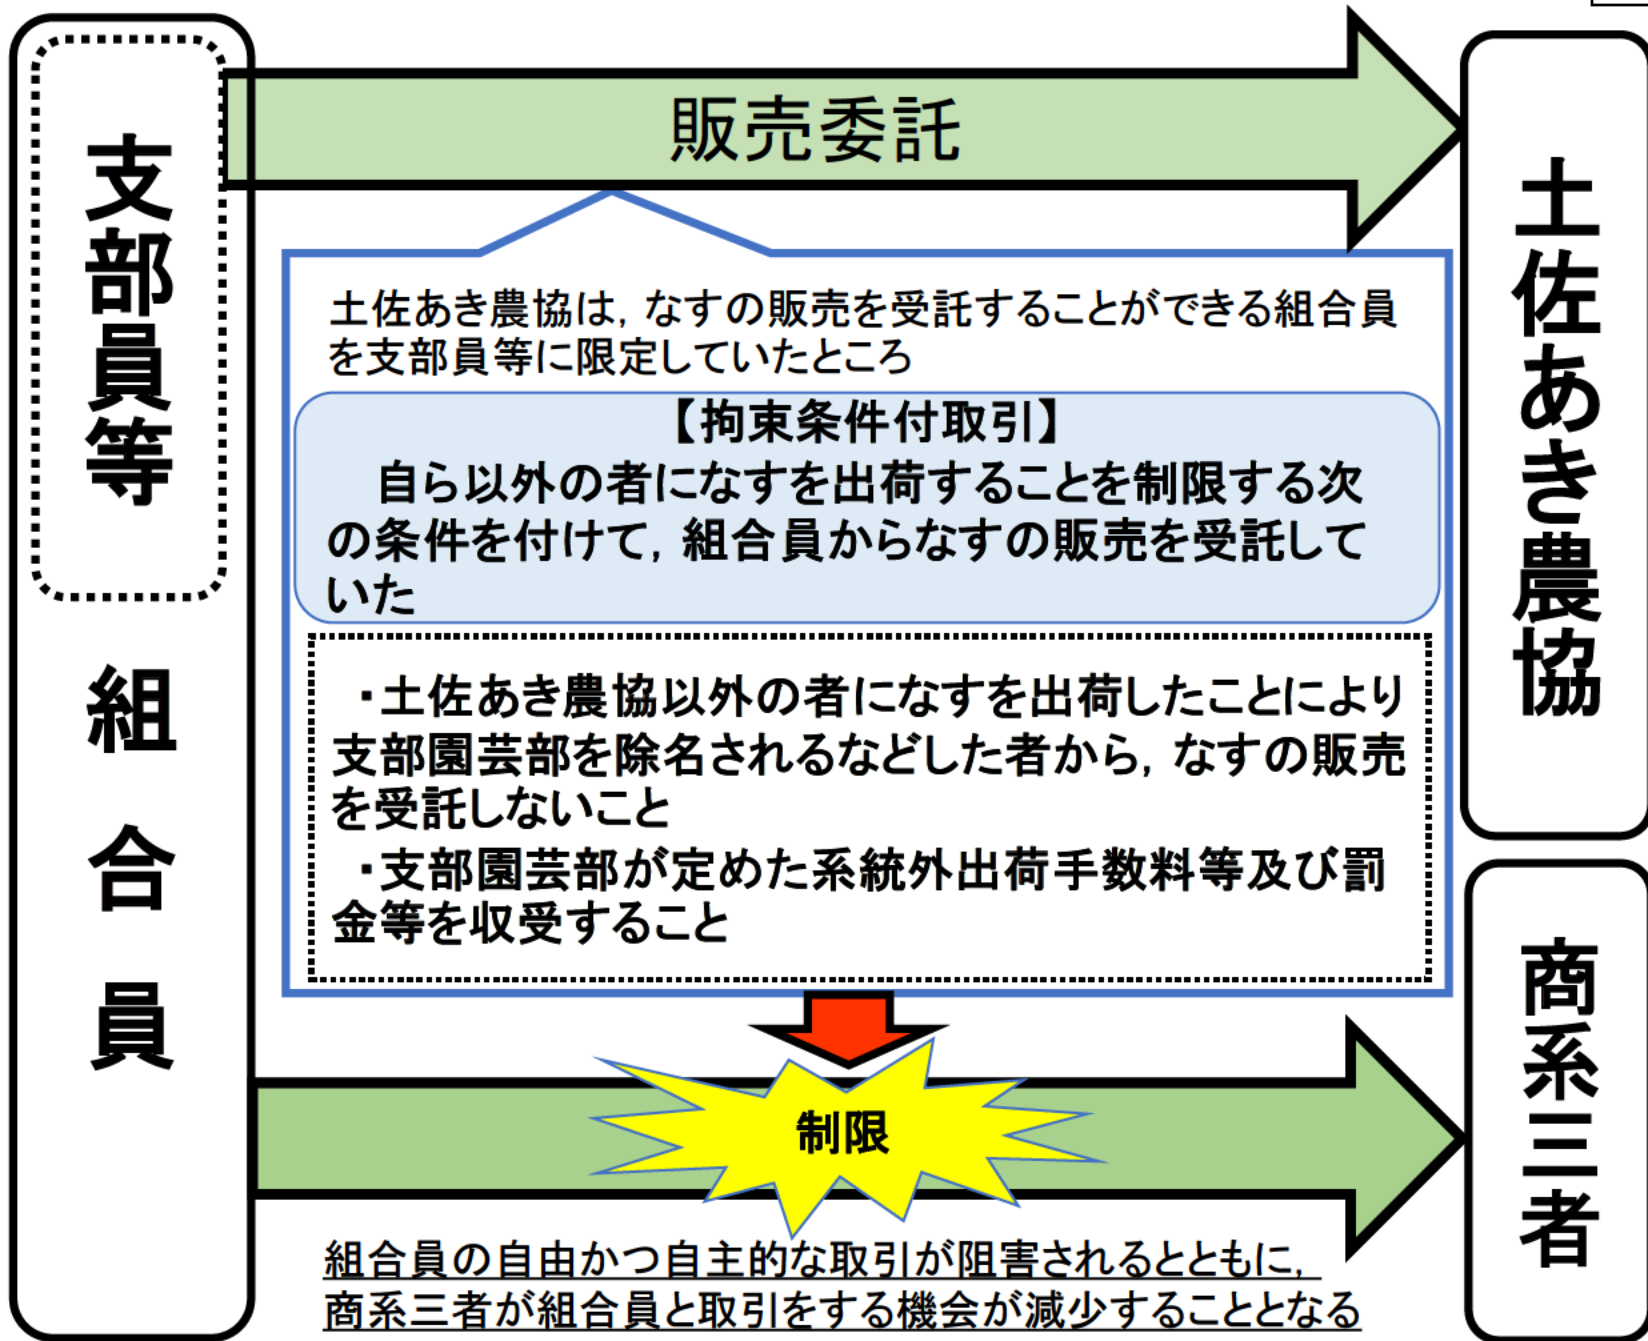 支部員等
組合員
販売委託
土佐あき農協
土佐あき農協は，なすの販売を受託することができる組合員
を支部員等に限定していたところ
【拘束条件付取引】
自ら以外の者になすを出荷することを制限する次
の条件を付けて，組合員からなすの販売を受託して
いた
・土佐あき農協以外の者になすを出荷したことにより
支部園芸部を除名されるなどした者から，なすの販売
を受託しないこと
・支部園芸部が定めた系統外出荷手数料等及び罰
金等を収受すること
制限
商系三者
組合員の自由かつ自主的な取引が阻害されるとともに，
商系三者が組合員と取引をする機会が減少することとなる